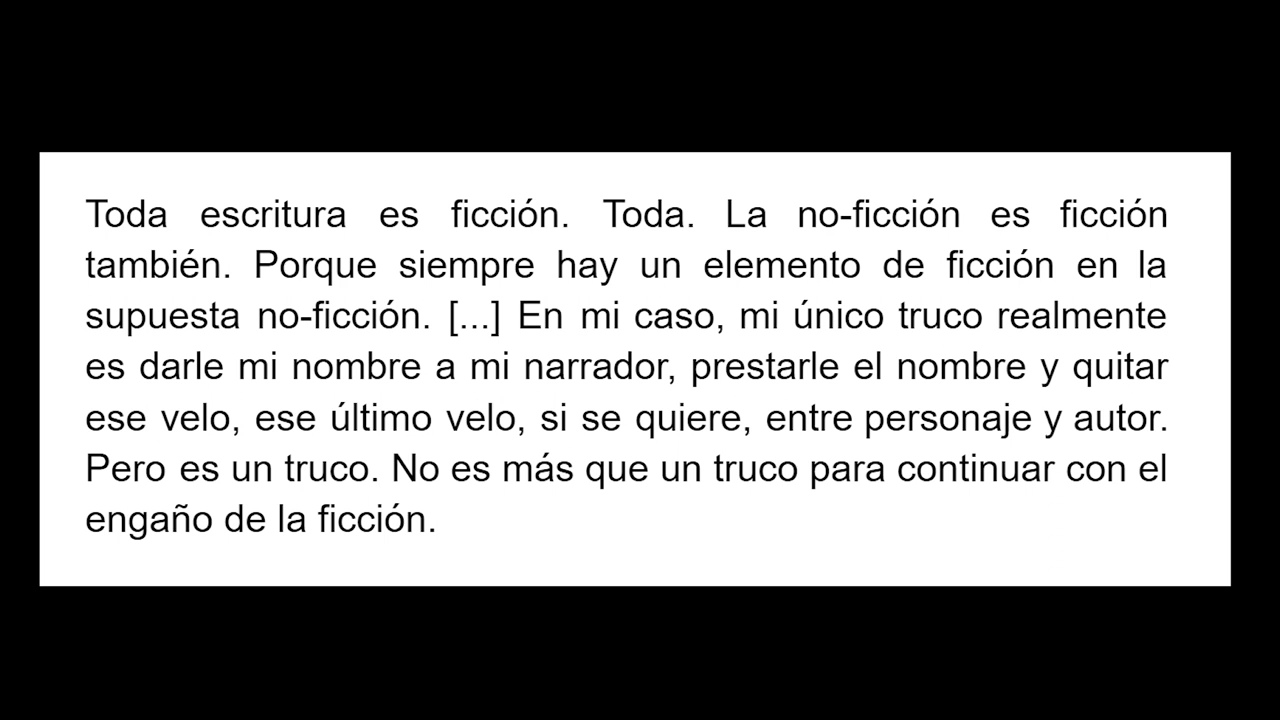 Toda escritura es ficción. Toda. La no-ficción es ficción
también. Porque siempre hay un elemento de ficción en la
supuesta no-ficción. [...] En mi caso, mi único truco realmente
es darle mi nombre a mi narrador, prestarle el nombre y quitar
ese velo, ese último velo, si se quiere, entre personaje y autor.
Pero es un truco. No es más que un truco para continuar con el
engaño de la ficción.